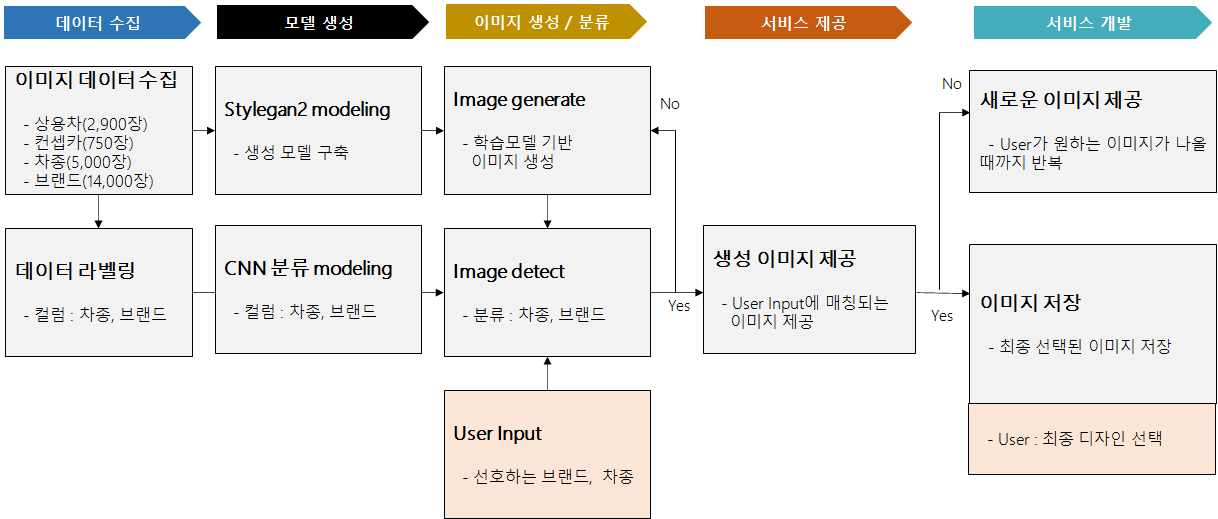 데이터 수집
모델 생성
이미지 생성 / 분류
서비스 제공
서비스 개발
이미지 데이터 수집
- 상용차(2,900장)
- 컨셉카(750장)
- 차종(5,000장)
- 브랜드(14,000장)
Stylegan2 modeling
- 생성 모델 구축
Image generate
- 학습모델 기반
이미지 생성
No
No
새로운 이미지 제공
- User가 원하는 이미지가 나올
때까지 반복
데이터 라벨링
- 컬럼 : 차종, 브랜드
CNN 분류 modeling
- 컬럼 : 차종, 브랜드
Image detect
- 분류 : 차종, 브랜드
Yes
생성 이미지 제공
- User Input에 매칭되는
이미지 제공
Yes
이미지 저장
- 최종 선택된 이미지 저장
- User : 최종 디자인 선택
User Input
- 선호하는 브랜드, 차종